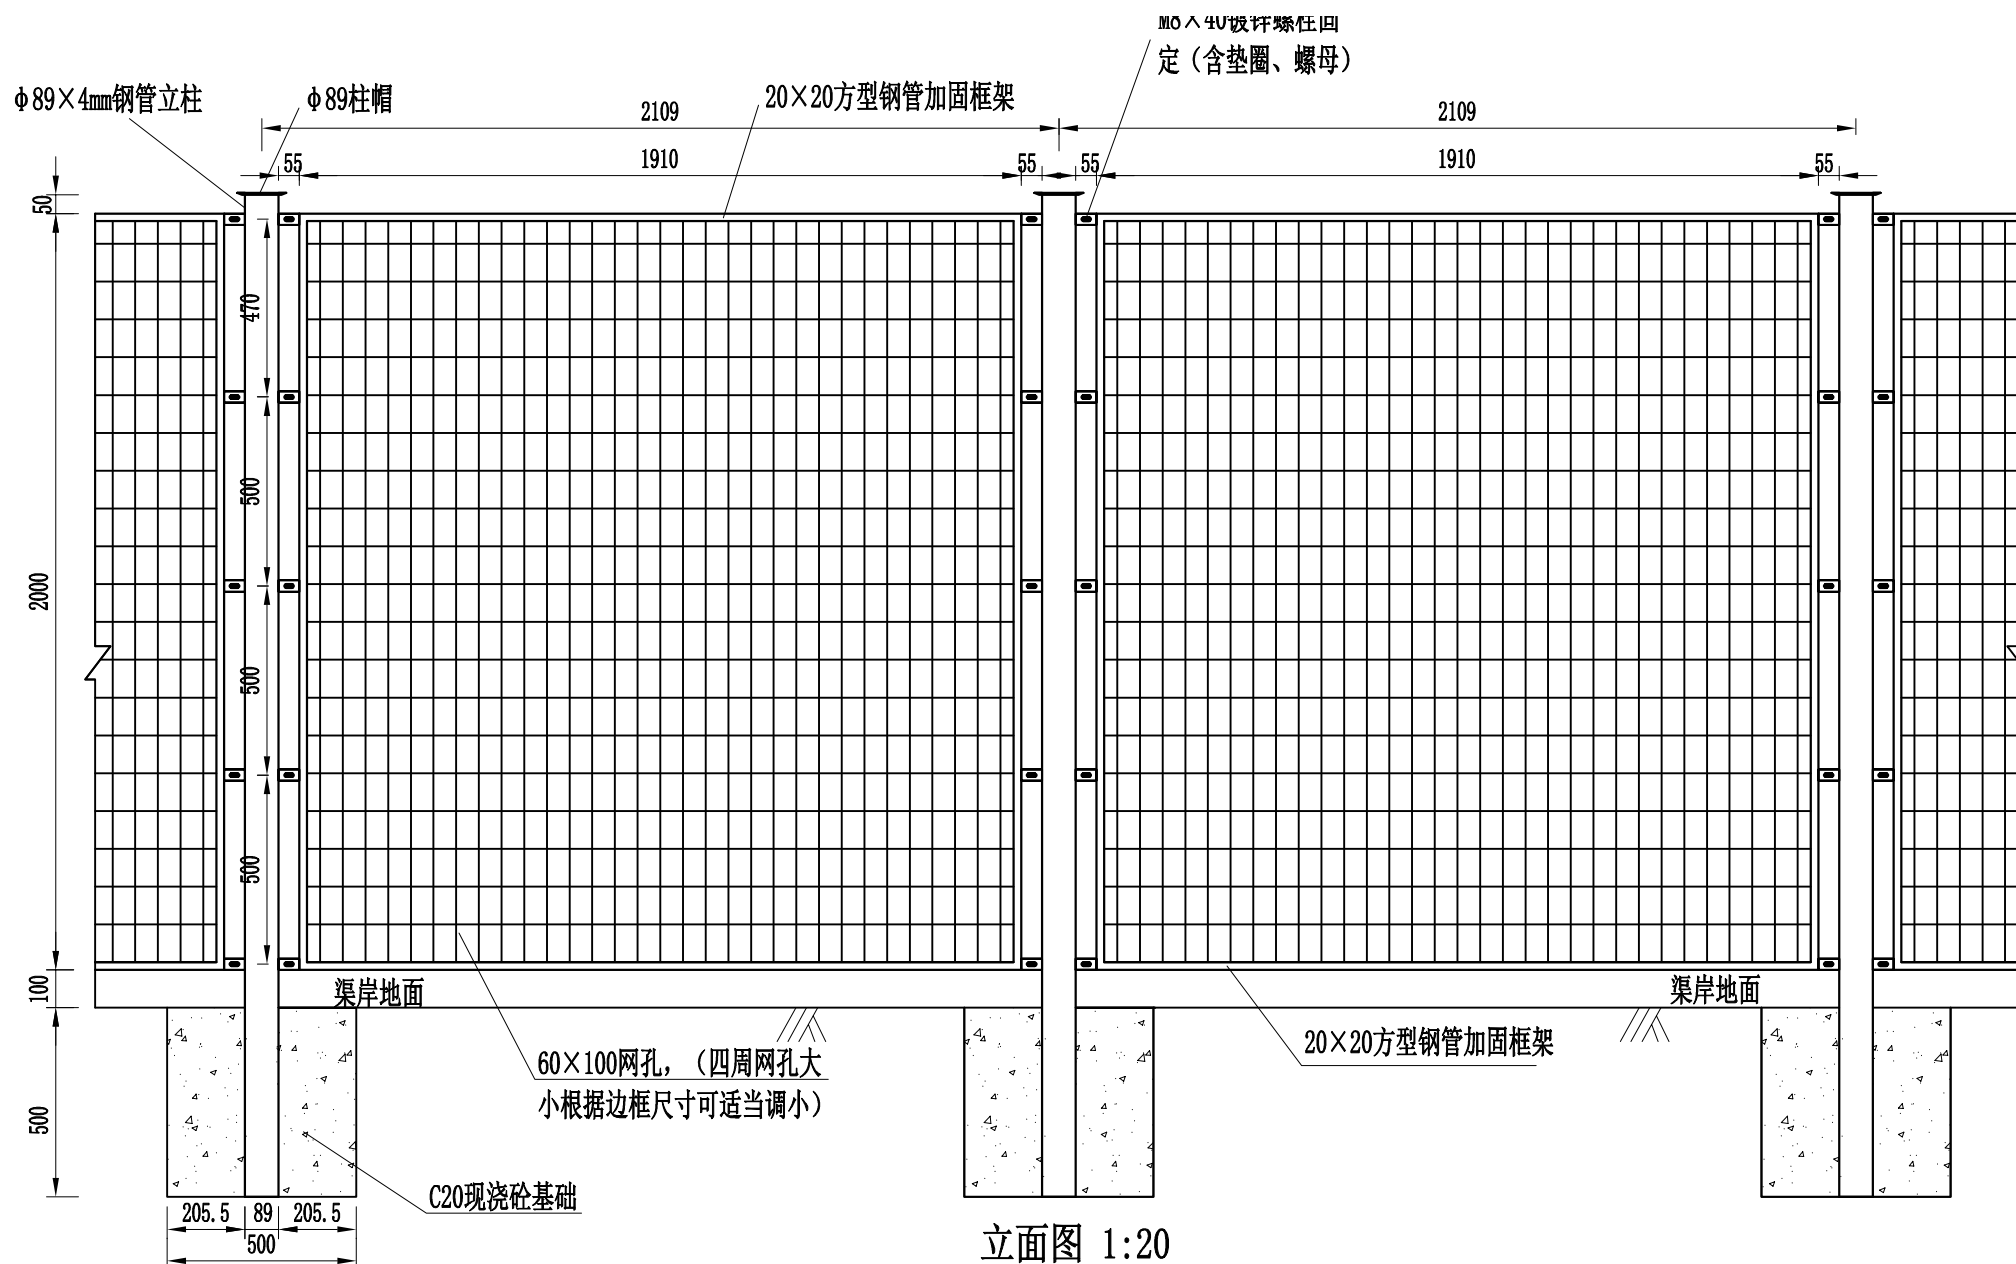 M8×40镀锌螺柱固
定（含垫圈、螺母）
φ89×4mm钢管立柱
φ89柱帽
20×20方型钢管加固框架
2109
2109
55
1910
55
55
1910
55
50
470
500
2000
500
500
100
渠岸地面
渠岸地面
20×20方型钢管加固框架
60×100网孔，（四周网孔大
小根据边框尺寸可适当调小）
500
C20现浇砼基础
205.5
89
205.5
500
立面图 1:20